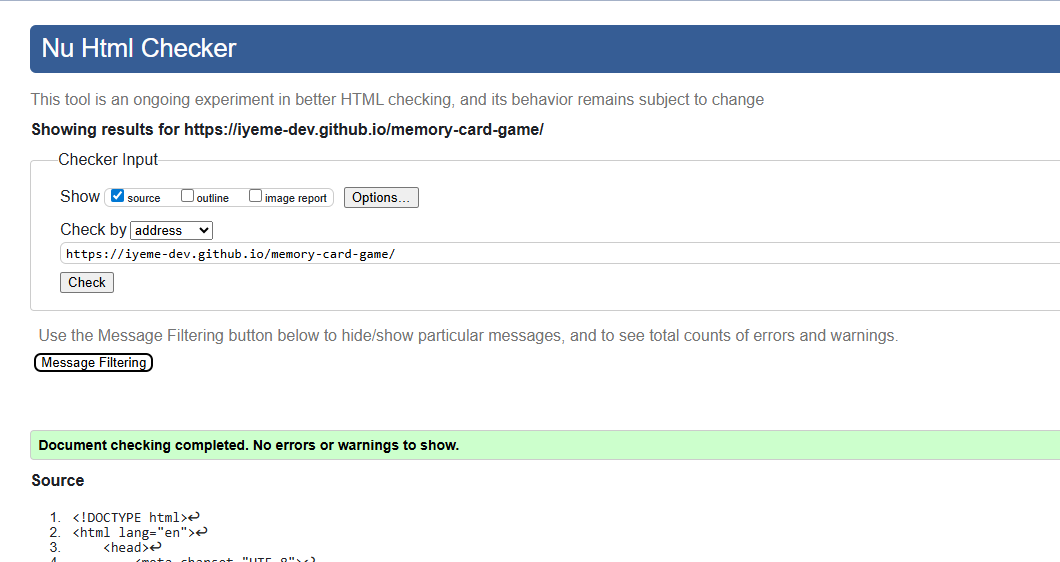 Nu Html Checker
This tool is an ongoing experiment in better HTML checking, and its behavior remains subject to change
Showing results for https://iyeme-dev.github.io/memory-card-game/
Checker Input
Show source outline image report Options...
Check by address
https://iyeme-dev.github.io/memory-card-game/
Check
Use the Message Filtering button below to hide/show particular messages, and to see total counts of errors and warnings.
Message Filtering
Document checking completed. No errors or warnings to show.
Source
1. <!DOCTYPE html>↩
2. <html lang="en">↩
3. <head>↩
4. <meta charset="UTF-8">↩